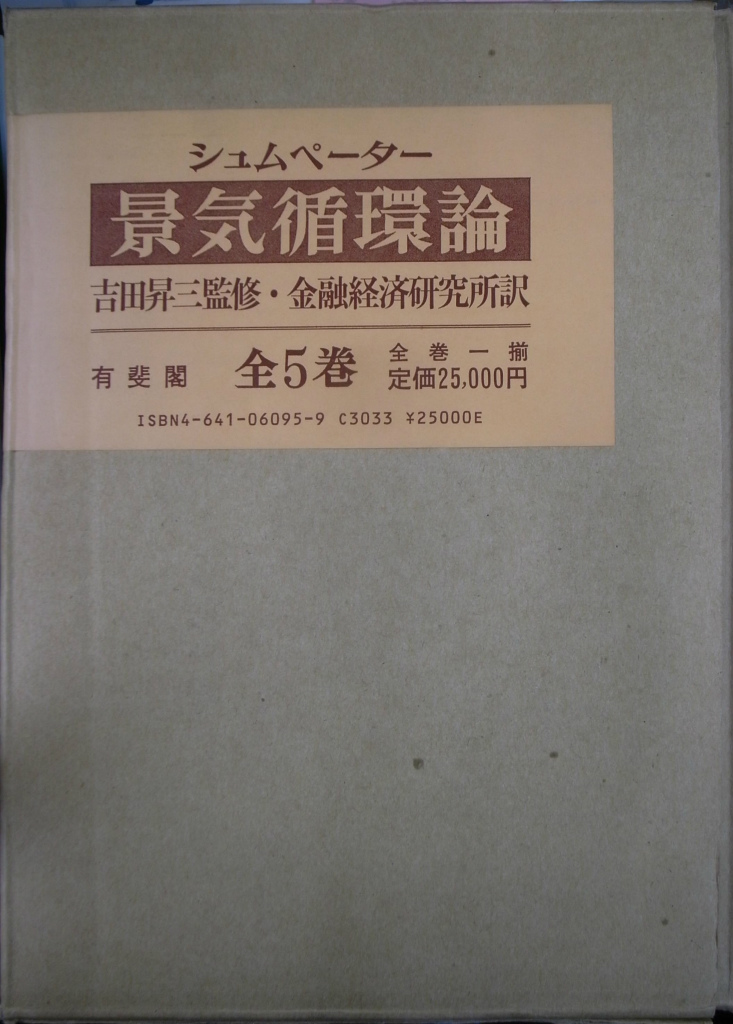 シュムペーター
景気循環論
吉田昇三監修・金融経済研究所訳
有斐閣 全5巻 全巻一揃
定価25,000円
ISBN4-641-06095-9 C3033 ¥25000E